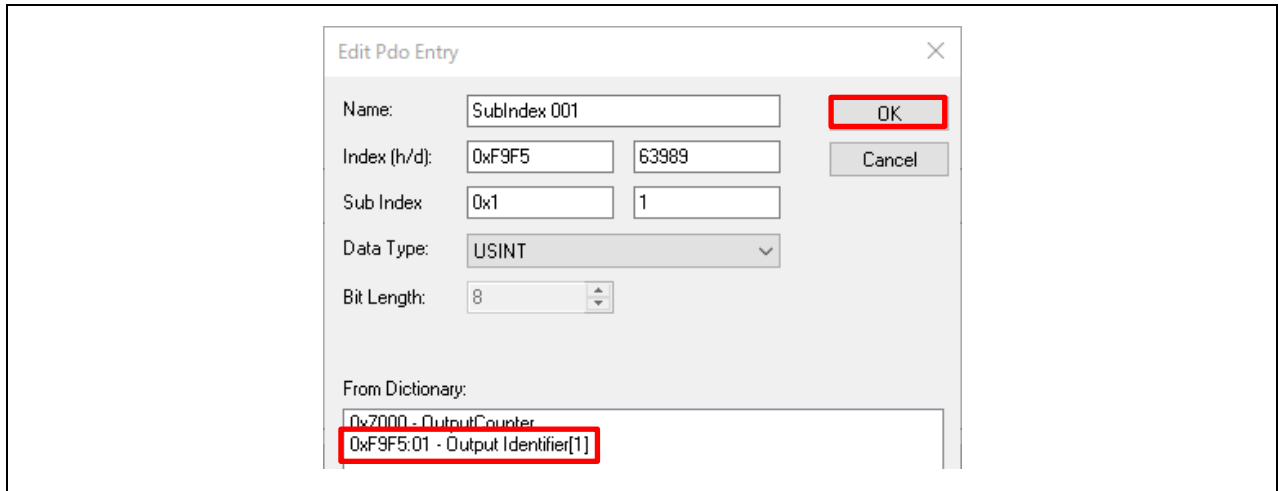 Edit Pdo Entry
Name: SubIndex 001 OK
Index (h/d): 0xF9F5 63989 Cancel
Sub Index 0x1 1
Data Type: USINT
Bit Length: 8
From Dictionary:
0x7000 - OutputCounter
0xF9F5:01 - Output Identifier[1]